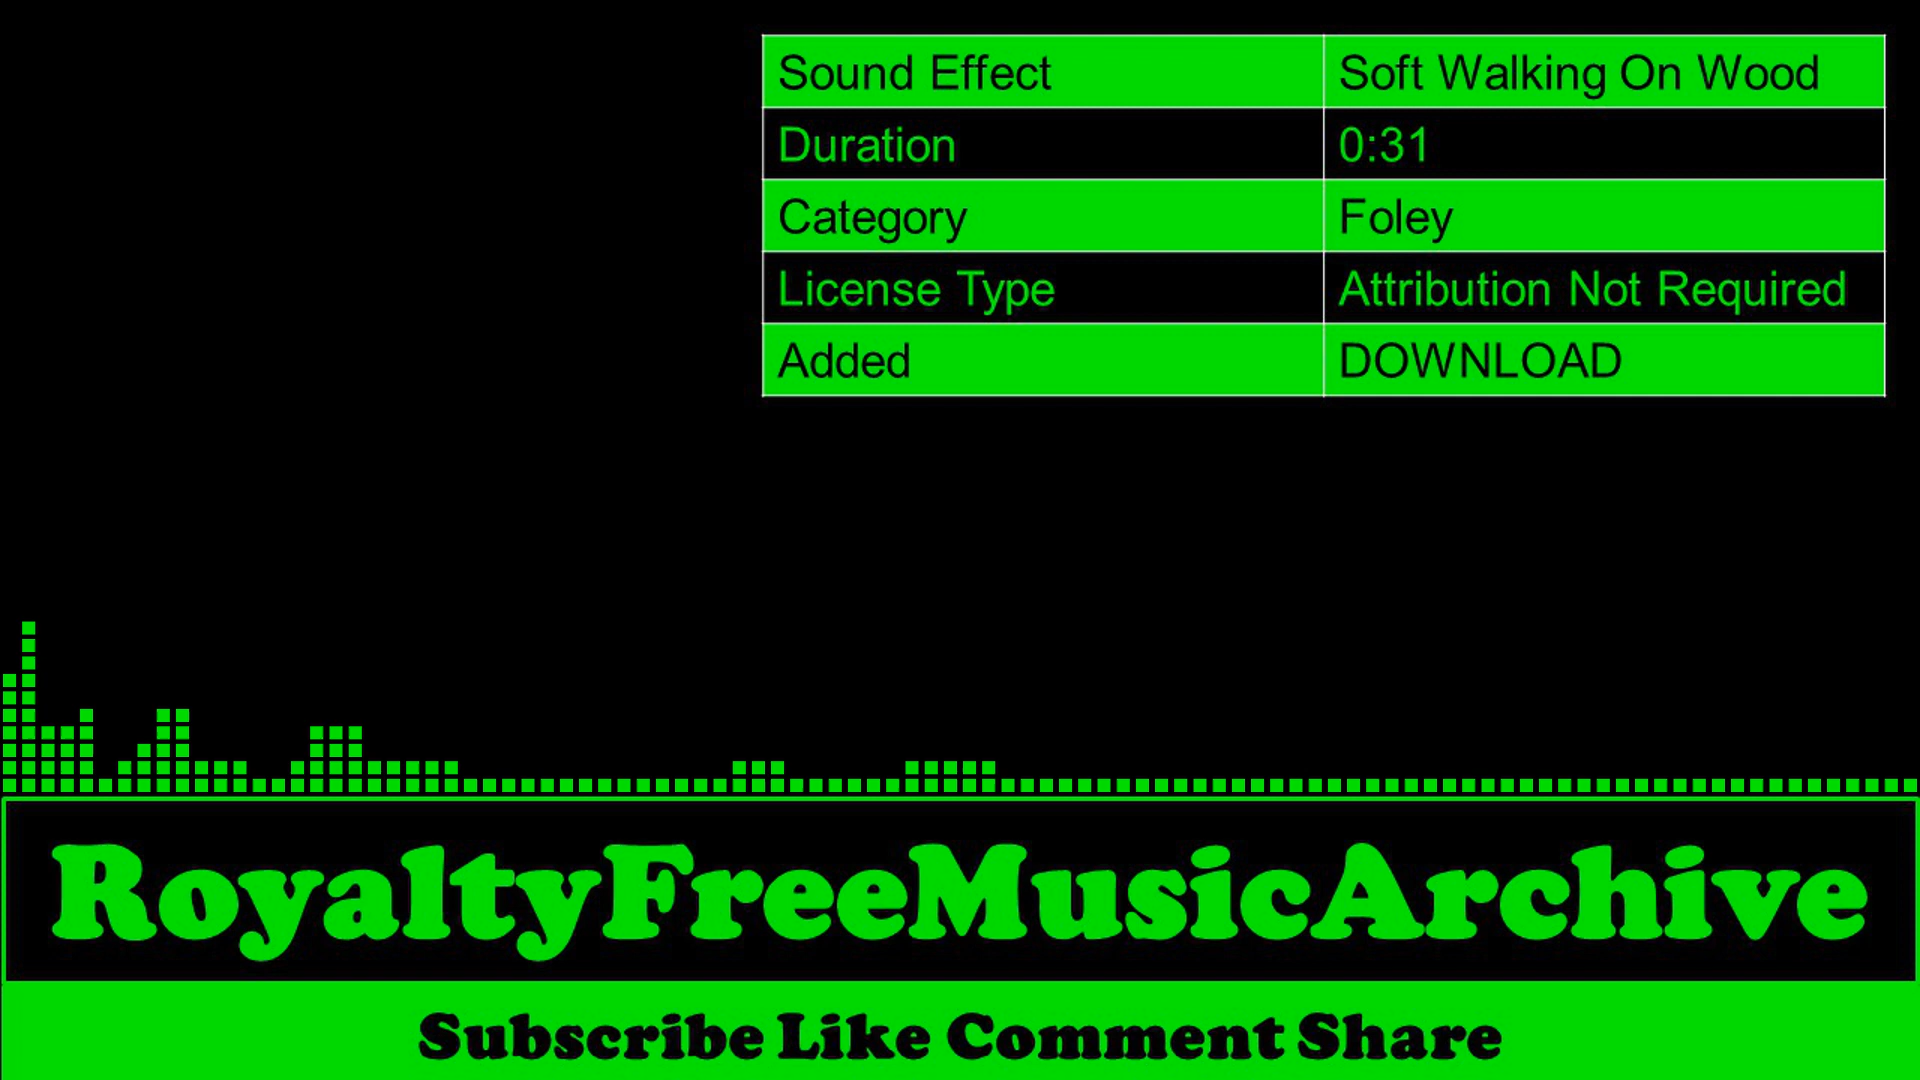 Sound Effect Soft Walking On Wood
Duration 0:31
Category Foley
License Type Attribution Not Required
Added DOWNLOAD
RoyaltyFreeMusicArchive
Subscribe Like Comment Share